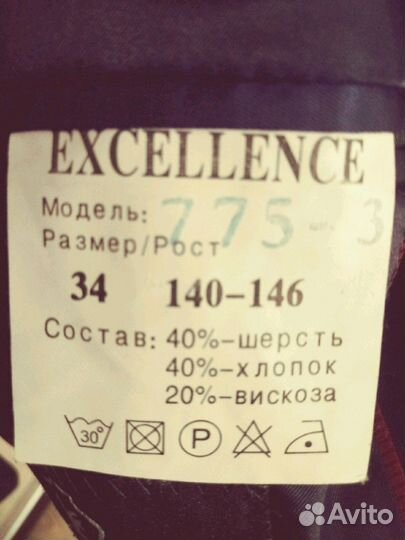 EXCELLENCE
Модель: 775-3
Размер/Рост
34 140-146
Состав: 40%-шерсть
40%-хлопок
20%-вискоза
30° P
Avito